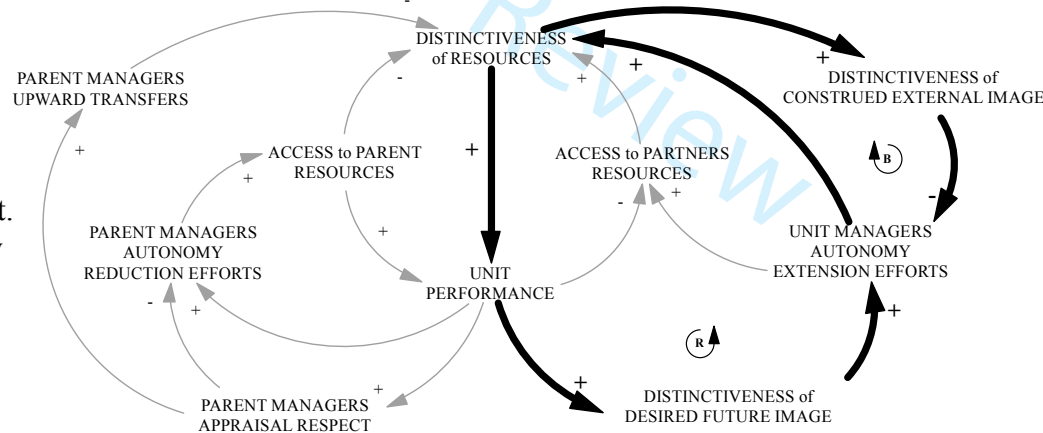 -
DISTINCTIVENESS
of RESOURCES
+
DISTINCTIVENESS of
CONSTRUED EXTERNAL IMAGE
PARENT MANAGERS
UPWARD TRANSFERS
-
+
+
Review
+
+
ACCESS to PARENT
RESOURCES
ACCESS to PARTNERS
RESOURCES
B
+
-
+
-
t.
PARENT MANAGERS
AUTONOMY
REDUCTION EFFORTS
+
UNIT MANAGERS
AUTONOMY
EXTENSION EFFORTS
UNIT
PERFORMANCE
-
+
+
R
+
+
DISTINCTIVENESS of
DESIRED FUTURE IMAGE
PARENT MANAGERS
APPRAISAL RESPECT